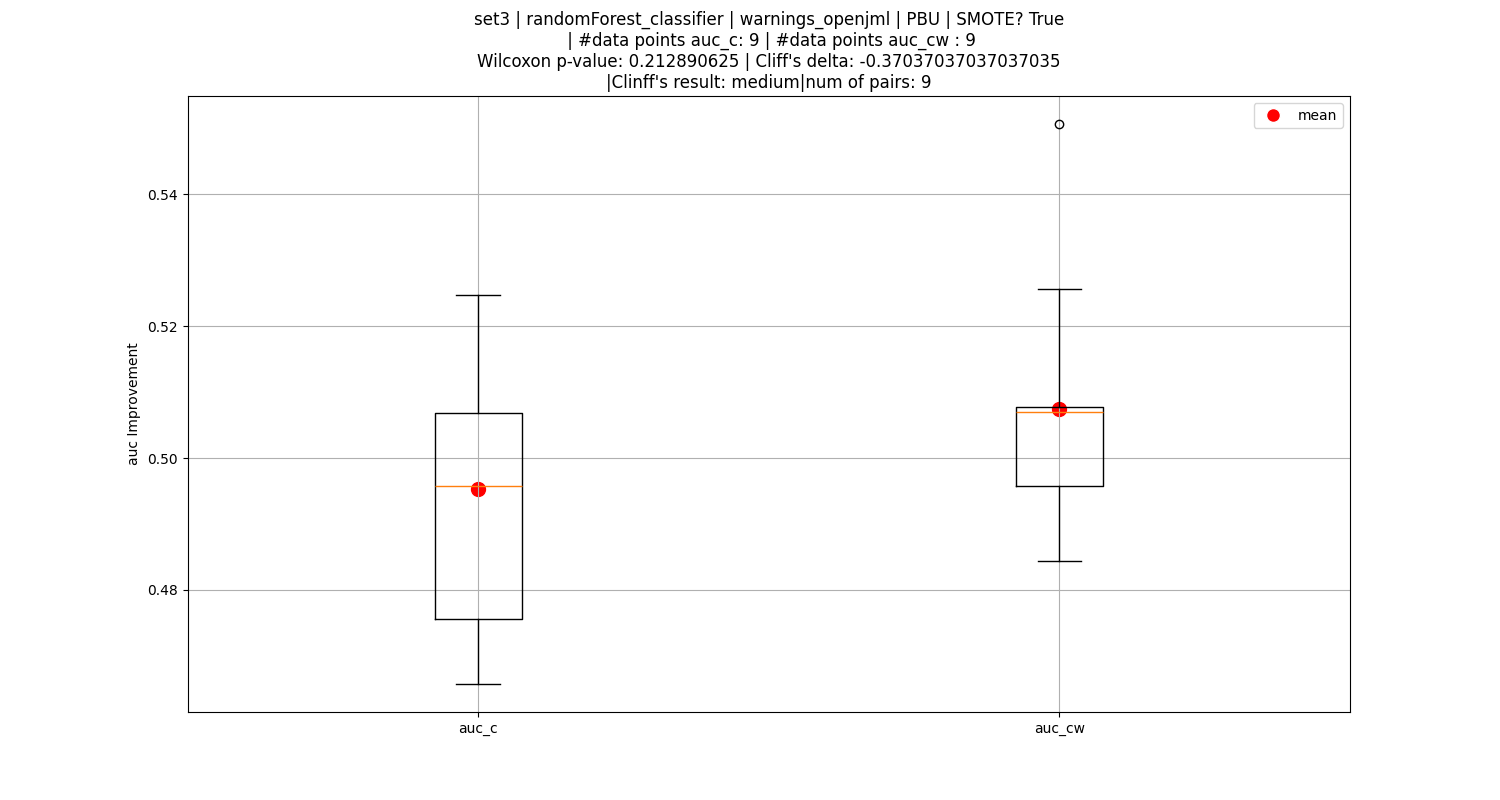 set3 | randomForest_classifier | warnings_openjml | PBU | SMOTE? True
| #data points auc_c: 9 | #data points auc_cw : 9
Wilcoxon p-value: 0.212890625 | Cliff's delta: -0.37037037037037035
|Clinff's result: medium|num of pairs: 9
mean
0.54
0.52
0.50
0.48
auc Improvement
auc_c
auc_cw